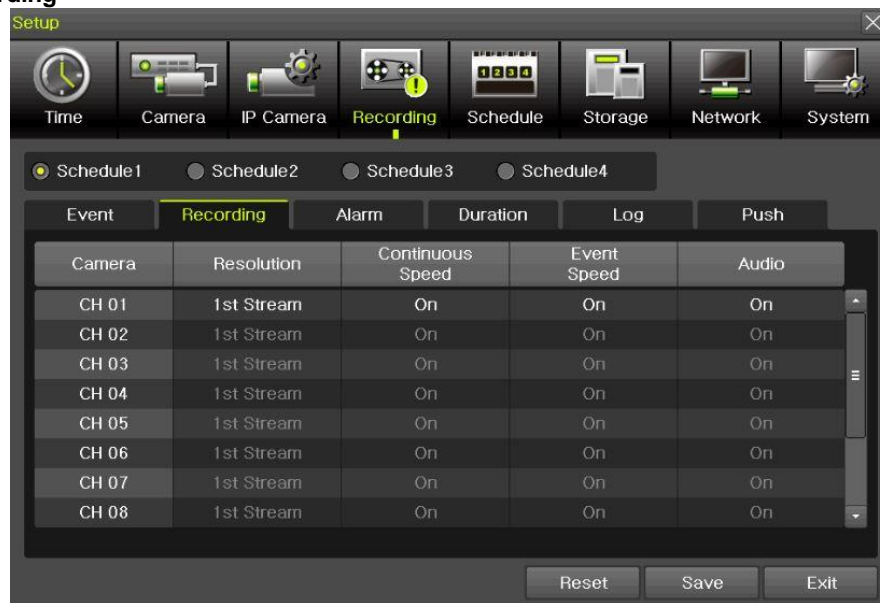 Setup
Time Camera IP Camera Recording Schedule Storage Network System
Schedule1 Schedule2 Schedule3 Schedule4
Event Recording Alarm Duration Log Push
Camera Resolution Continuous Speed Event Speed Audio
CH 01 1st Stream On On On
CH 02 1st Stream On On On
CH 03 1st Stream On On On
CH 04 1st Stream On On On
CH 05 1st Stream On On On
CH 06 1st Stream On On On
CH 07 1st Stream On On On
CH 08 1st Stream On On On
Reset Save Exit